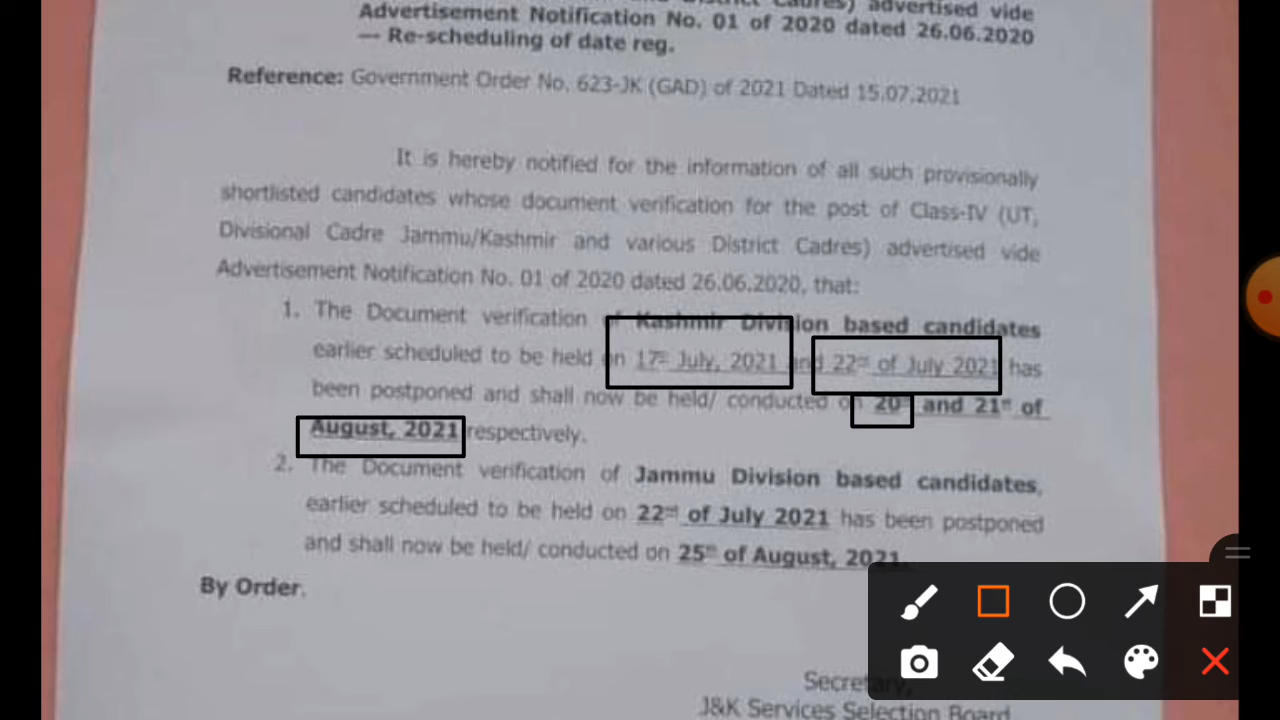 Cadres) advertised vide
Advertisement Notification No. 01 of 2020 dated 26.06.2020
— Re-scheduling of date reg.
Reference: Government Order No. 623-JK (GAD) of 2021 Dated 15.07.2021
It is hereby notified for the information of all such provisionally
shortlisted candidates whose document verification for the post of Class-IV (UT,
Divisional Cadre Jammu/Kashmir and various District Cadres) advertised vide
Advertisement Notification No. 01 of 2020 dated 26.06.2020, that:
1. The Document verification of Kashmir Division based candidates
earlier scheduled to be held on 17th July, 2021 and 22nd of July 2021 has
been postponed and shall now be held/ conducted on 20th and 21st of
August, 2021 respectively.
2. The Document verification of Jammu Division based candidates,
earlier scheduled to be held on 22nd of July 2021 has been postponed
and shall now be held/ conducted on 25th of August, 2021.
By Order.
Secretary,
J&K Services Selection Board